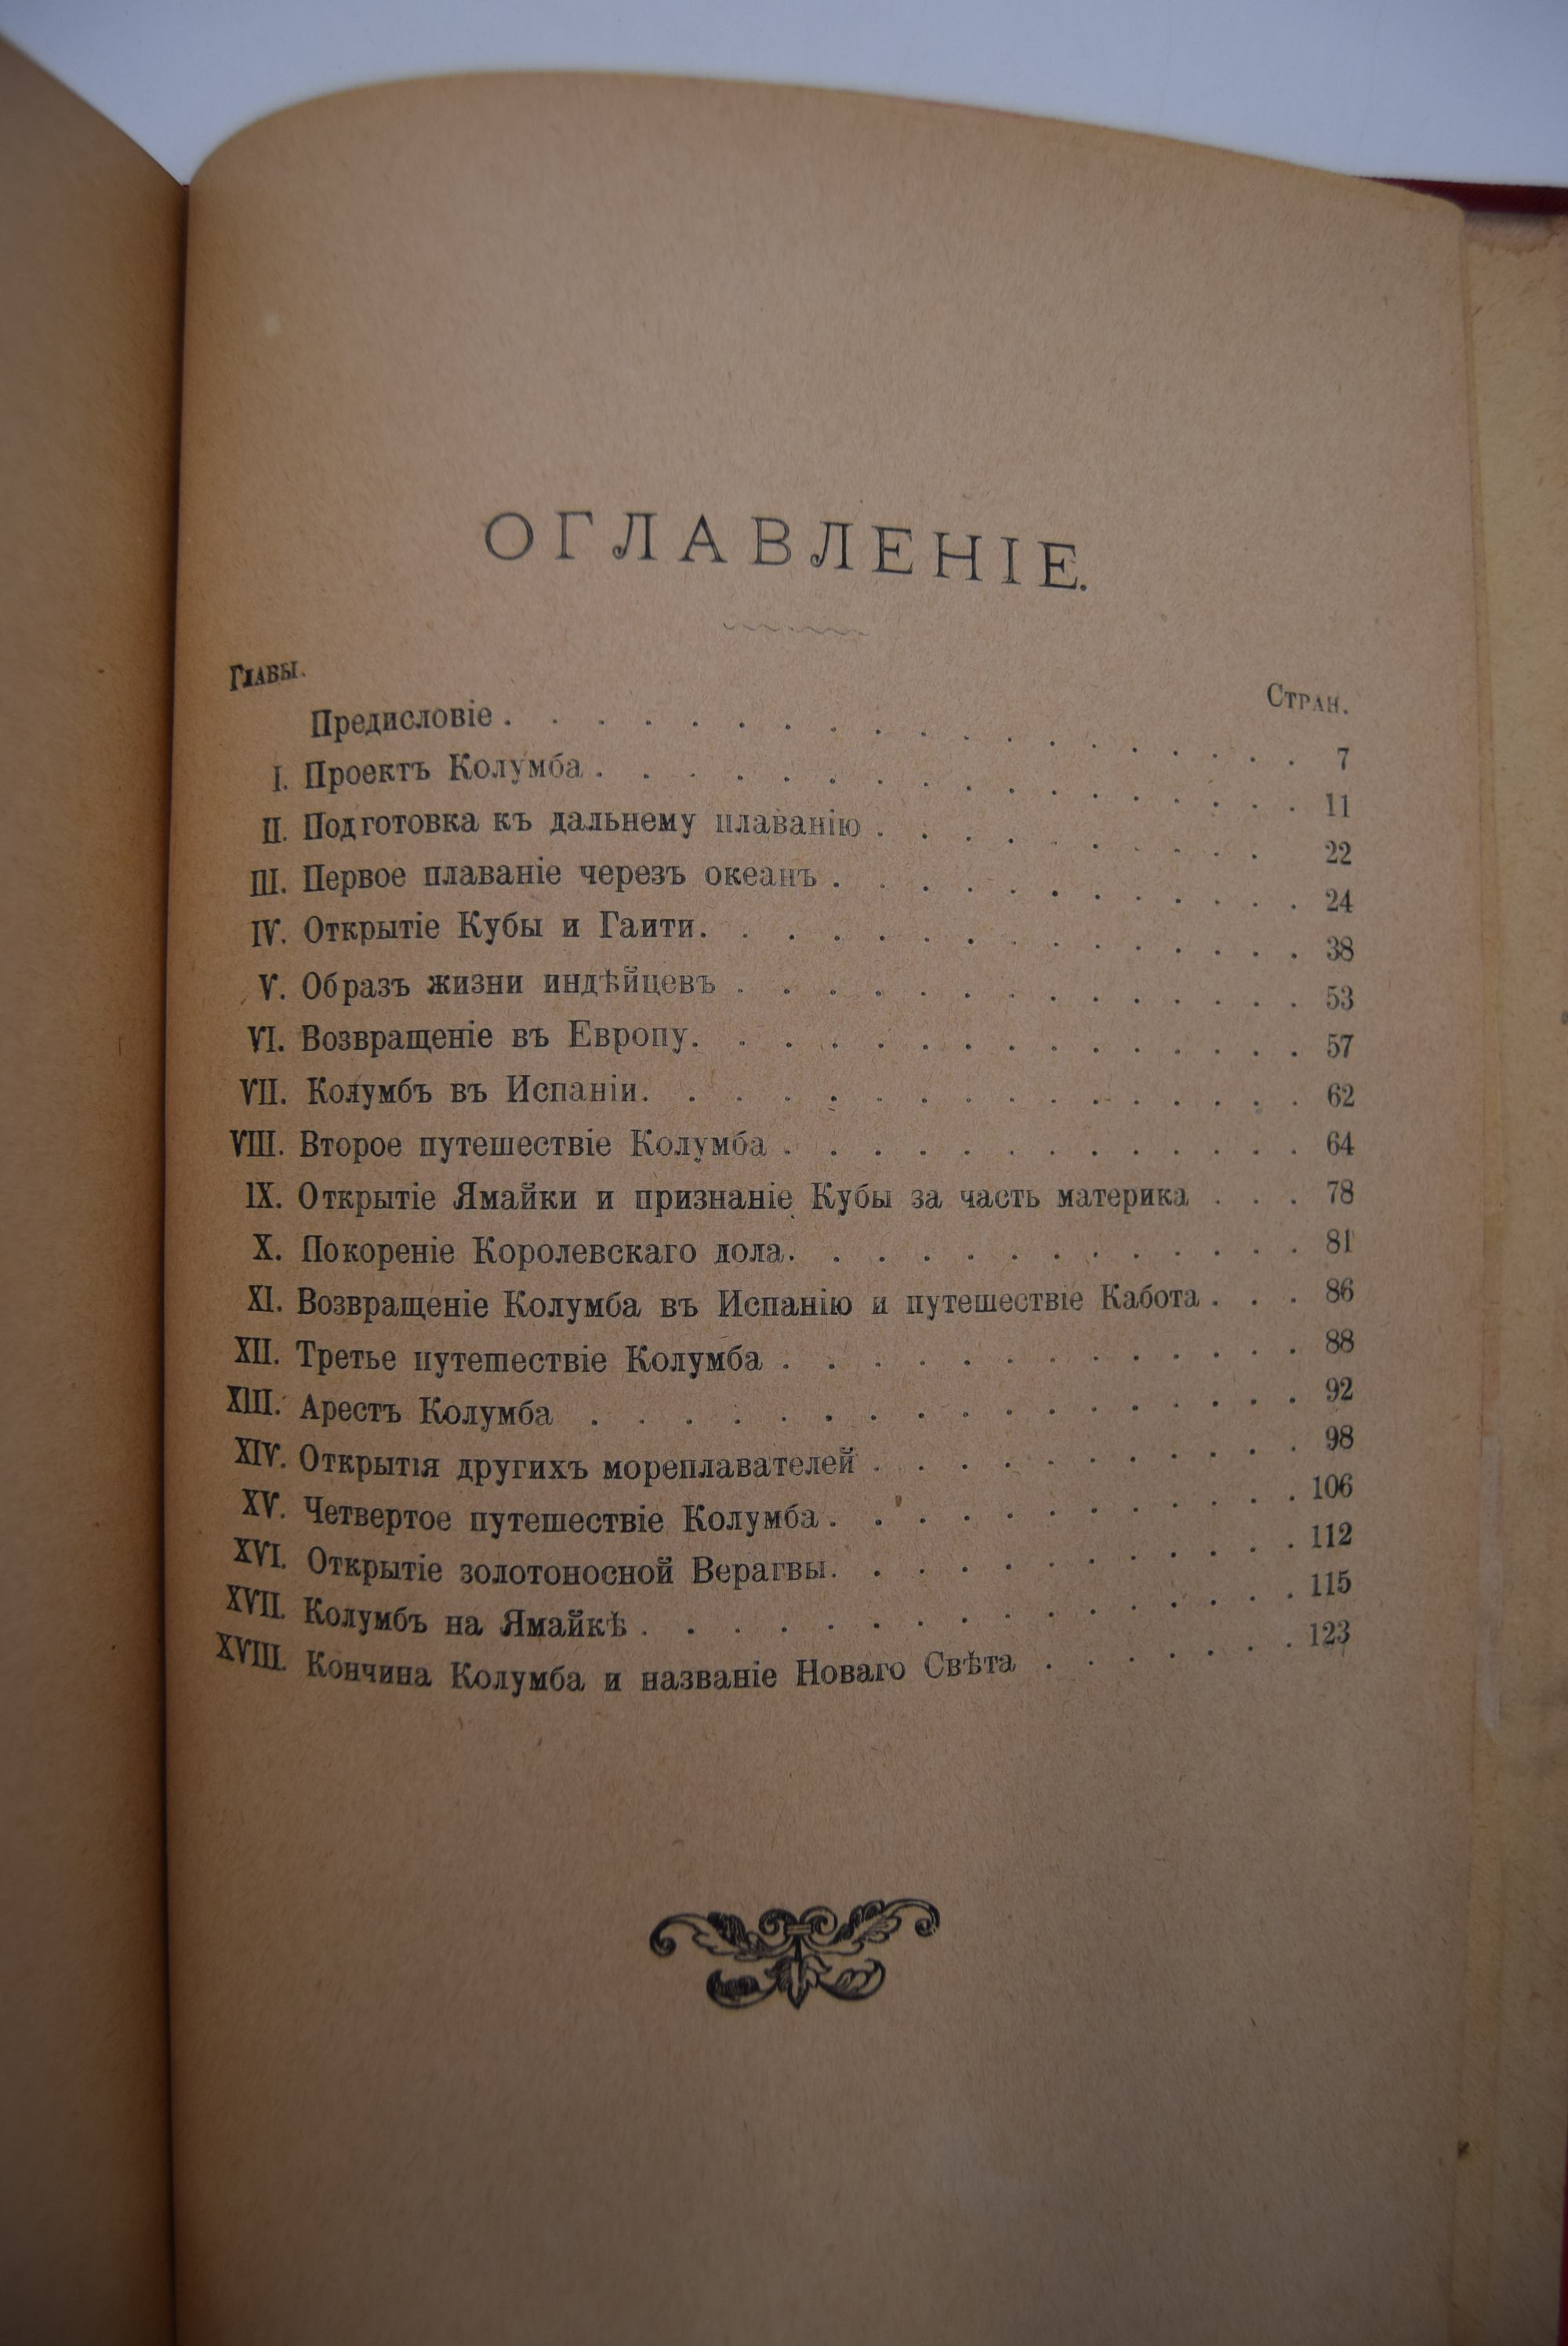 ОГЛАВЛЕНІЕ.
Главы. Стран.
Предисловіе . . . . . . . . . . . . . . . . . . 7
I. Проектъ Колумба . . . . . . . . . . . . . . . . 11
II. Подготовка къ дальнему плаванію . . . . . . . . . 22
III. Первое плаваніе черезъ океанъ . . . . . . . . . . . 24
IV. Открытіе Кубы и Гаити. . . . . . . . . . . . . . 38
V. Образъ жизни индѣйцевъ . . . . . . . . . . . . . 53
VI. Возвращеніе въ Европу. . . . . . . . . . . . . . 57
VII. Колумбъ въ Испаніи. . . . . . . . . . . . . . . 62
VIII. Второе путешествіе Колумба . . . . . . . . . . . . 64
IX. Открытіе Ямайки и признаніе Кубы за часть материка . . . 78
X. Покореніе Королевскаго дола. . . . . . . . . . . . 81
XI. Возвращеніе Колумба въ Испанію и путешествіе Кабота . . . 86
XII. Третье путешествіе Колумба . . . . . . . . . . . . 88
XIII. Арестъ Колумба . . . . . . . . . . . . . . . . 92
XIV. Открытія другихъ мореплавателей . . . . . . . . . . 98
XV. Четвертое путешествіе Колумба . . . . . . . . . . . 106
XVI. Открытіе золотоносной Верагвы. . . . . . . . . . . 112
XVII. Колумбъ на Ямайкѣ . . . . . . . . . . . . . . . 115
XVIII. Кончина Колумба и названіе Новаго Свѣта . . . . . . . 123